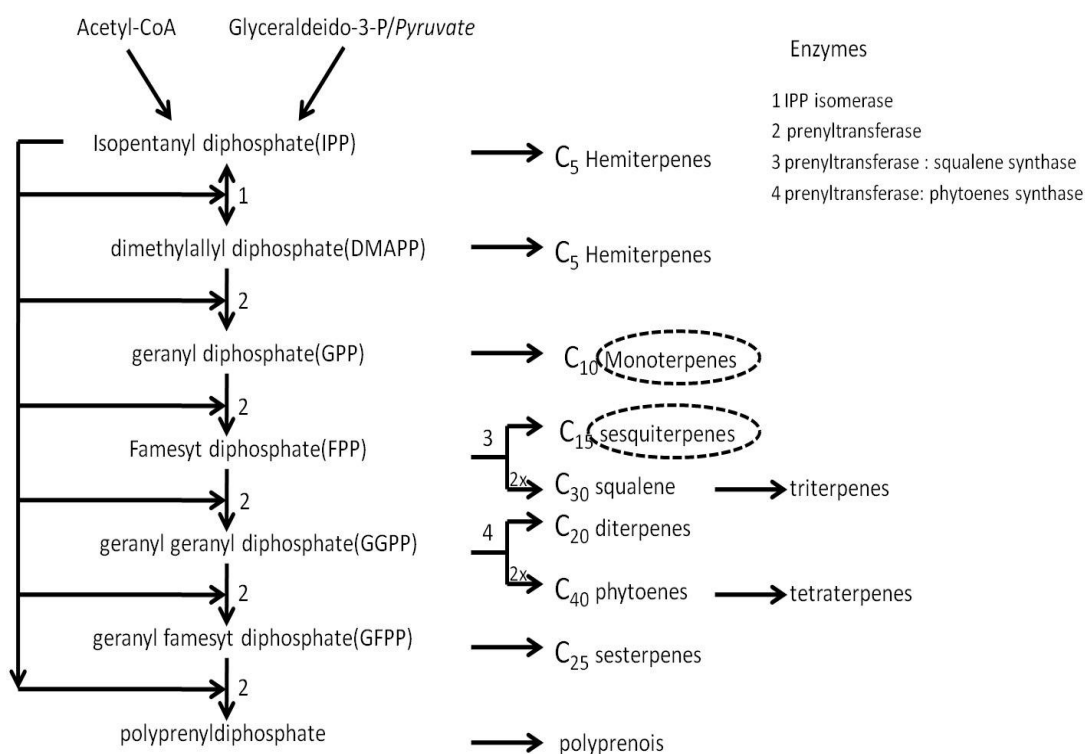 Acetyl-CoA Glyceraldeido-3-P/Pyruvate
Enzymes
1 IPP isomerase
2 prenyltransferase
3 prenyltransferase : squalene synthase
4 prenyltransferase: phytoenes synthase
Isopentanyl diphosphate(IPP)
C5 Hemiterpenes
1
dimethylallyl diphosphate(DMAPP)
C5 Hemiterpenes
2
geranyl diphosphate(GPP)
C10 Monoterpenes
2
Famesyt diphosphate(FPP)
3
C15 sesquiterpenes
2x
C30 squalene
triterpenes
2
geranyl geranyl diphosphate(GGPP)
4
C20 diterpenes
2x
C40 phytoenes
tetraterpenes
2
geranyl famesyt diphosphate(GFPP)
C25 sesterpenes
2
polyprenyldiphosphate
polyprenois